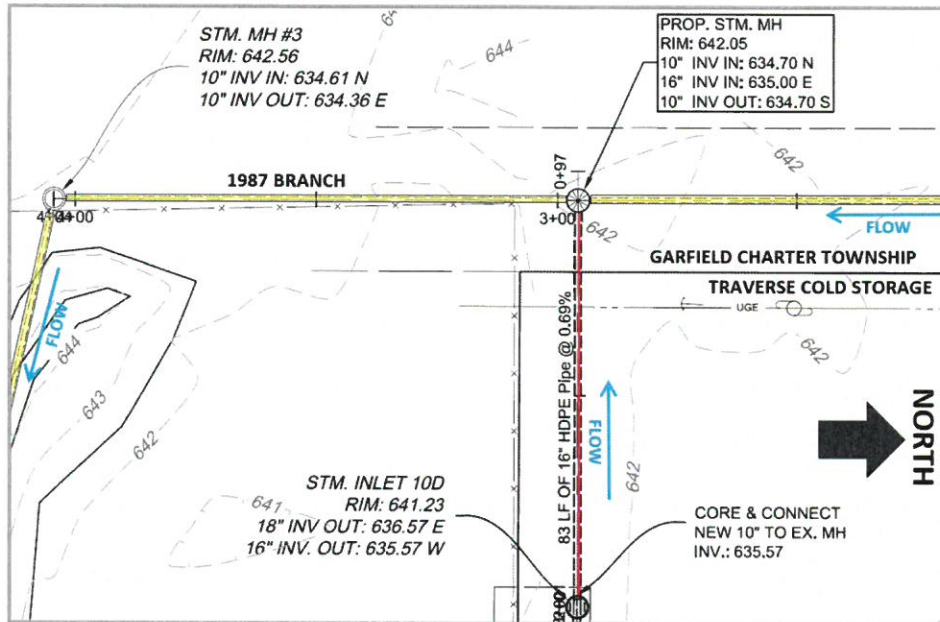 STM. MH #3
RIM: 642.56
10" INV IN: 634.61 N
10" INV OUT: 634.36 E
644
PROP. STM. MH
RIM: 642.05
10" INV IN: 634.70 N
16" INV IN: 635.00 E
10" INV OUT: 634.70 S
642
1987 BRANCH
0+97
4+00
3+00
642
FLOW
GARFIELD CHARTER TOWNSHIP
TRAVERSE COLD STORAGE
UGE
642
FLOW
644
643
642
83 LF OF 16" HDPE Pipe @ 0.69%
FLOW
642
NORTH
641
STM. INLET 10D
RIM: 641.23
18" INV OUT: 636.57 E
16" INV. OUT: 635.57 W
CORE & CONNECT
NEW 10" TO EX. MH
INV.: 635.57